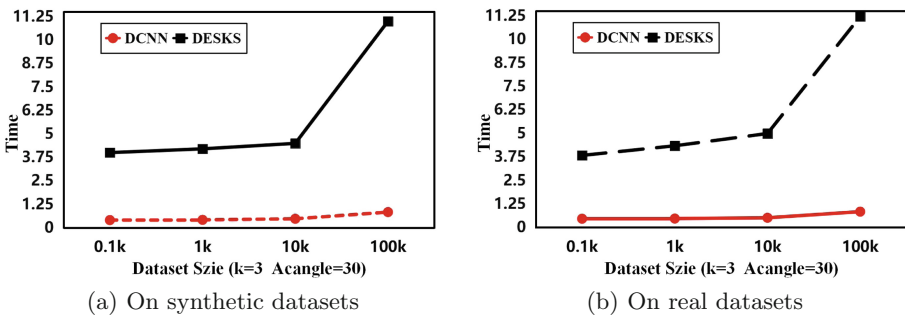 11.25
10
8.75
7.5
6.25
5
3.75
2.5
1.25
0
Time
DCNN DESKS
0.1k 1k 10k 100k
Dataset Szie (k=3 Acangle=30)
(a) On synthetic datasets
11.25
10
8.75
7.5
6.25
5
3.75
2.5
1.25
0
Time
DCNN DESKS
0.1k 1k 10k 100k
Dataset Szie (k=3 Acangle=30)
(b) On real datasets